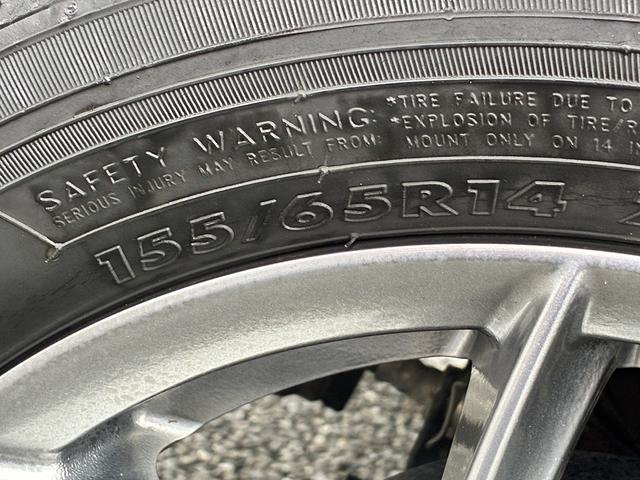 SAFETY WARNING: *TIRE FAILURE DUE TO
SERIOUS INJURY MAY RESULT FROM: *EXPLOSION OF TIRE/R
MOUNT ONLY ON 14 IN
155/65R14